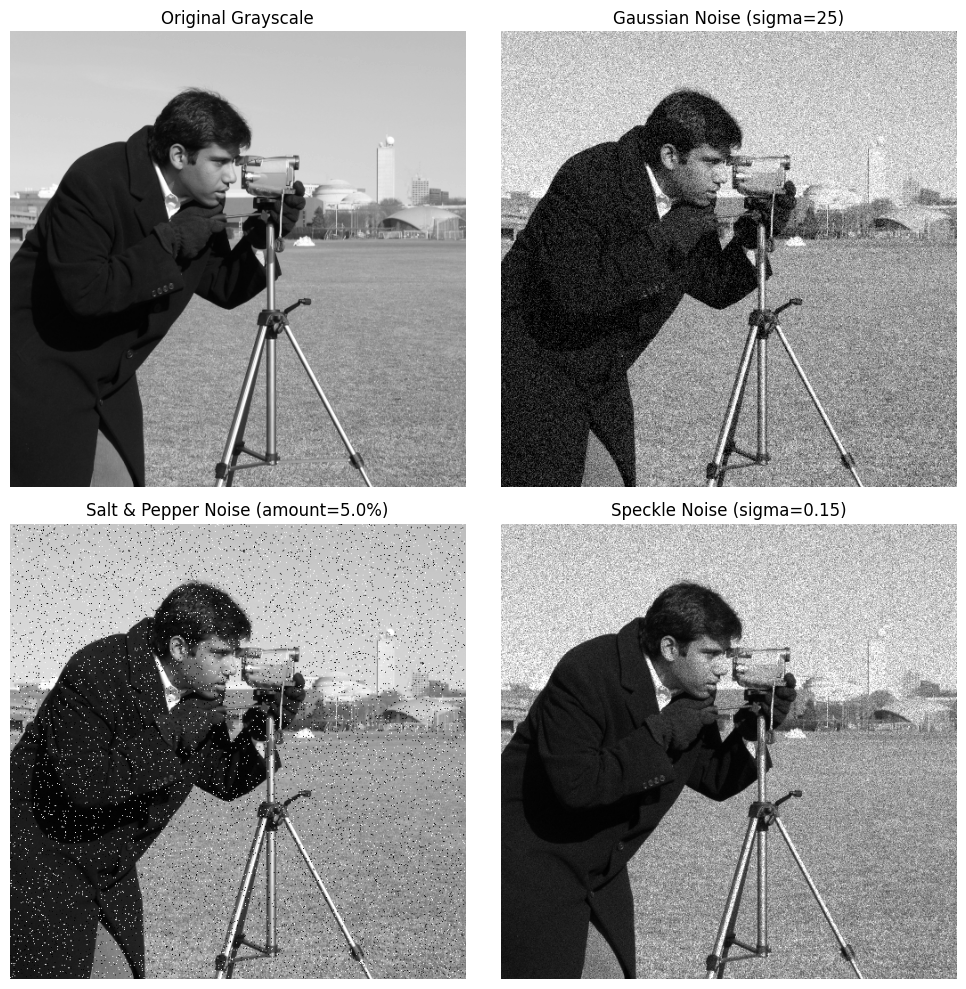 Original Grayscale
Gaussian Noise (sigma=25)
Salt & Pepper Noise (amount=5.0%)
Speckle Noise (sigma=0.15)